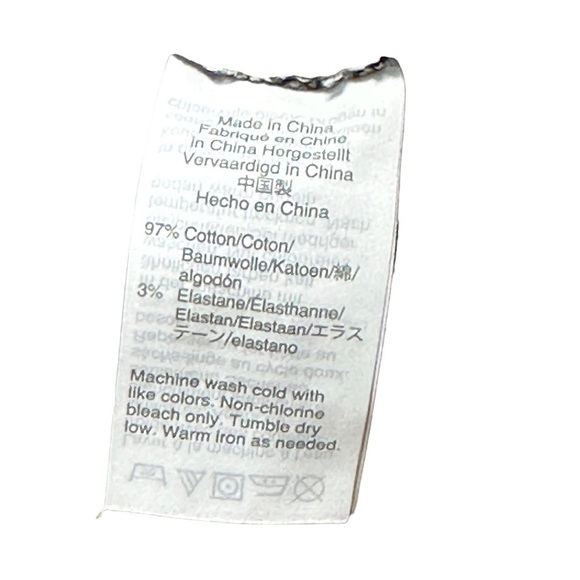 Made in China
Fabriqué en Chine
In China Hergestellt
Vervaardigd in China
中国製
Hecho en China
97% Cotton/Coton/
Baumwolle/Katoen/綿/
algodón
3% Elastane/Élasthanne/
Elastan/Elastaan/エラス
テーン/elastano
Machine wash cold with
like colors. Non-chlorine
bleach only. Tumble dry
low. Warm iron as needed.